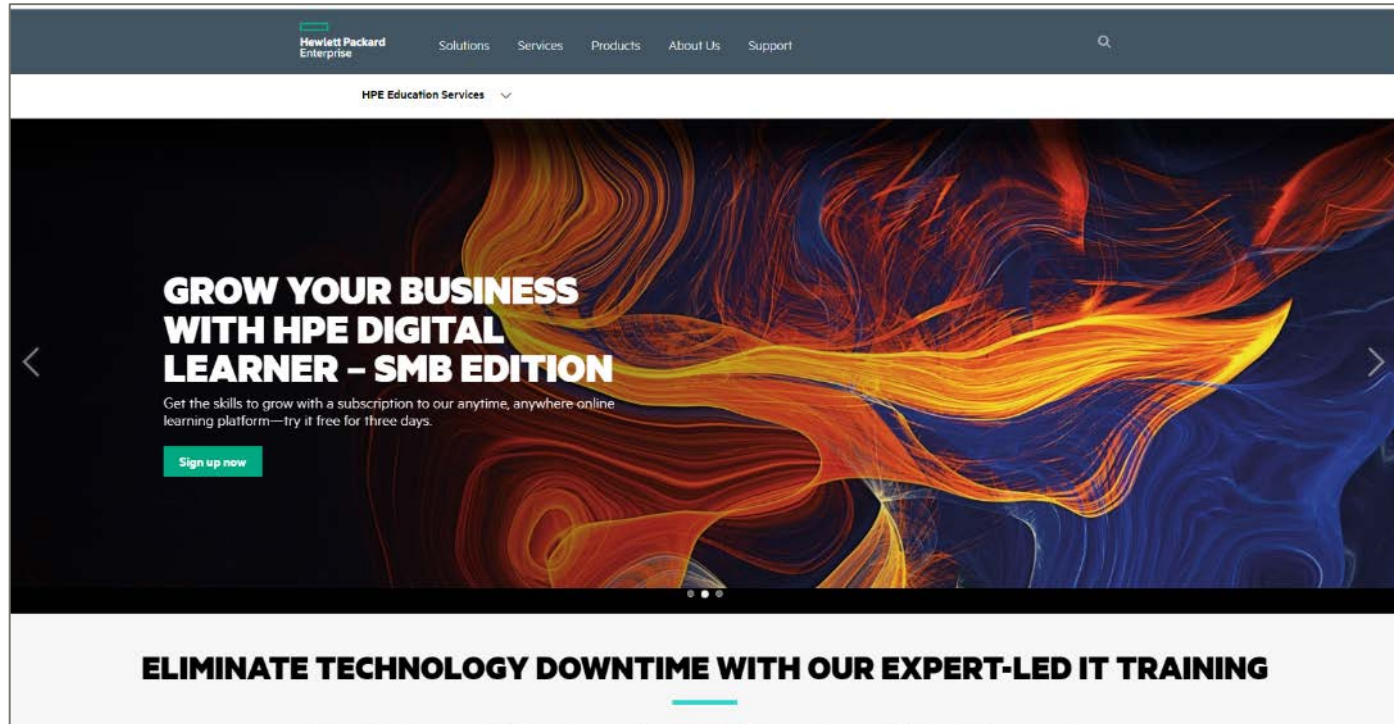 Hewlett Packard
Enterprise
Solutions Services Products About Us Support
HPE Education Services
GROW YOUR BUSINESS
WITH HPE DIGITAL
LEARNER – SMB EDITION
Get the skills to grow with a subscription to our anytime, anywhere online
learning platform—try it free for three days.
Sign up now
ELIMINATE TECHNOLOGY DOWNTIME WITH OUR EXPERT-LED IT TRAINING